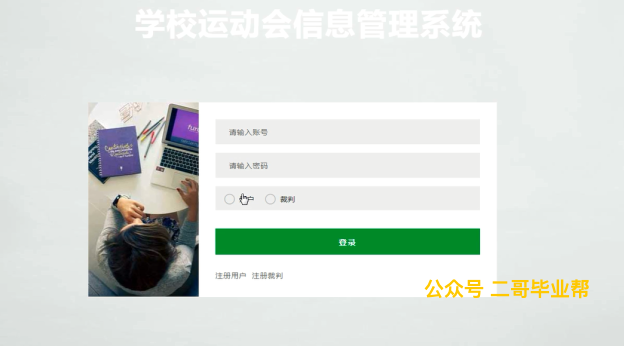 学校运动会信息管理系统
请输入账号
请输入密码
户 裁判
登录
注册用户 注册裁判
公众号 二哥毕业帮